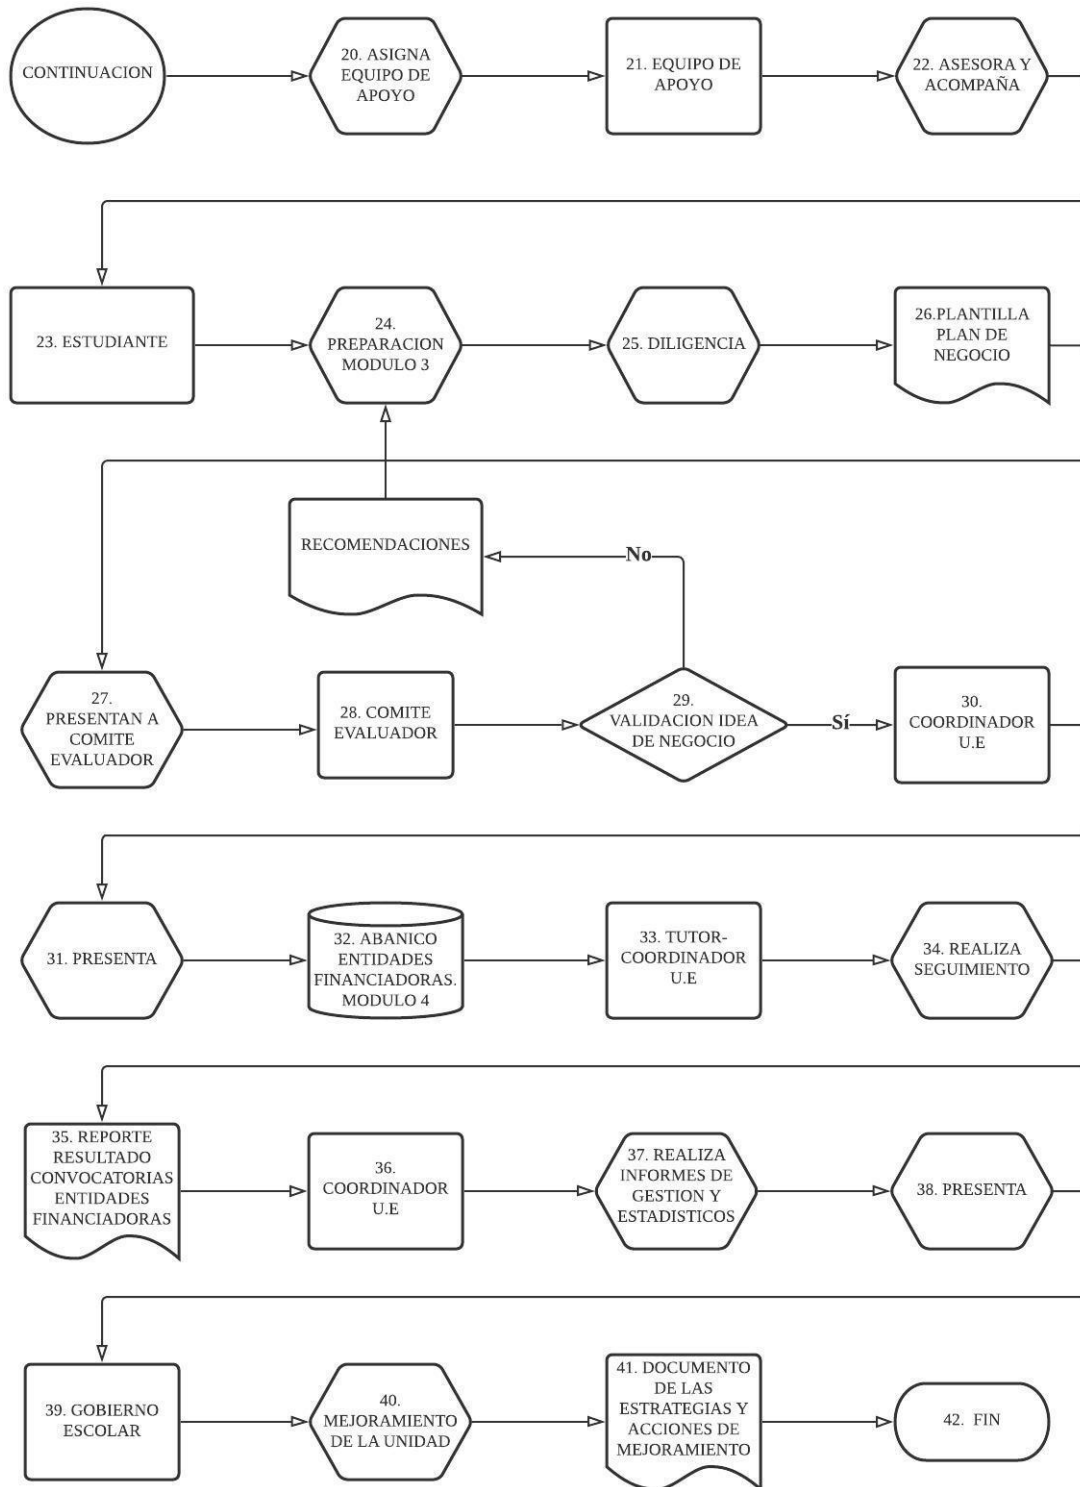 CONTINUACION
20. ASIGNA
EQUIPO DE
APOYO
21. EQUIPO DE
APOYO
22. ASESORA Y
ACOMPAÑA
23. ESTUDIANTE
24.
PREPARACION
MODULO 3
25. DILIGENCIA
26.PLANTILLA
PLAN DE
NEGOCIO
RECOMENDACIONES
No
27.
PRESENTAN A
COMITE
EVALUADOR
28. COMITE
EVALUADOR
29.
VALIDACION IDEA
DE NEGOCIO
Sí
30.
COORDINADOR
U.E
31. PRESENTA
32. ABANICO
ENTIDADES
FINANCIADORAS.
MODULO 4
33. TUTOR-
COORDINADOR
U.E
34. REALIZA
SEGUIMIENTO
35. REPORTE
RESULTADO
CONVOCATORIAS
ENTIDADES
FINANCIADORAS
36.
COORDINADOR
U.E
37. REALIZA
INFORMES DE
GESTION Y
ESTADISTICOS
38. PRESENTA
39. GOBIERNO
ESCOLAR
40.
MEJORAMIENTO
DE LA UNIDAD
41. DOCUMENTO
DE LAS
ESTRATEGIAS Y
ACCIONES DE
MEJORAMIENTO
42. FIN